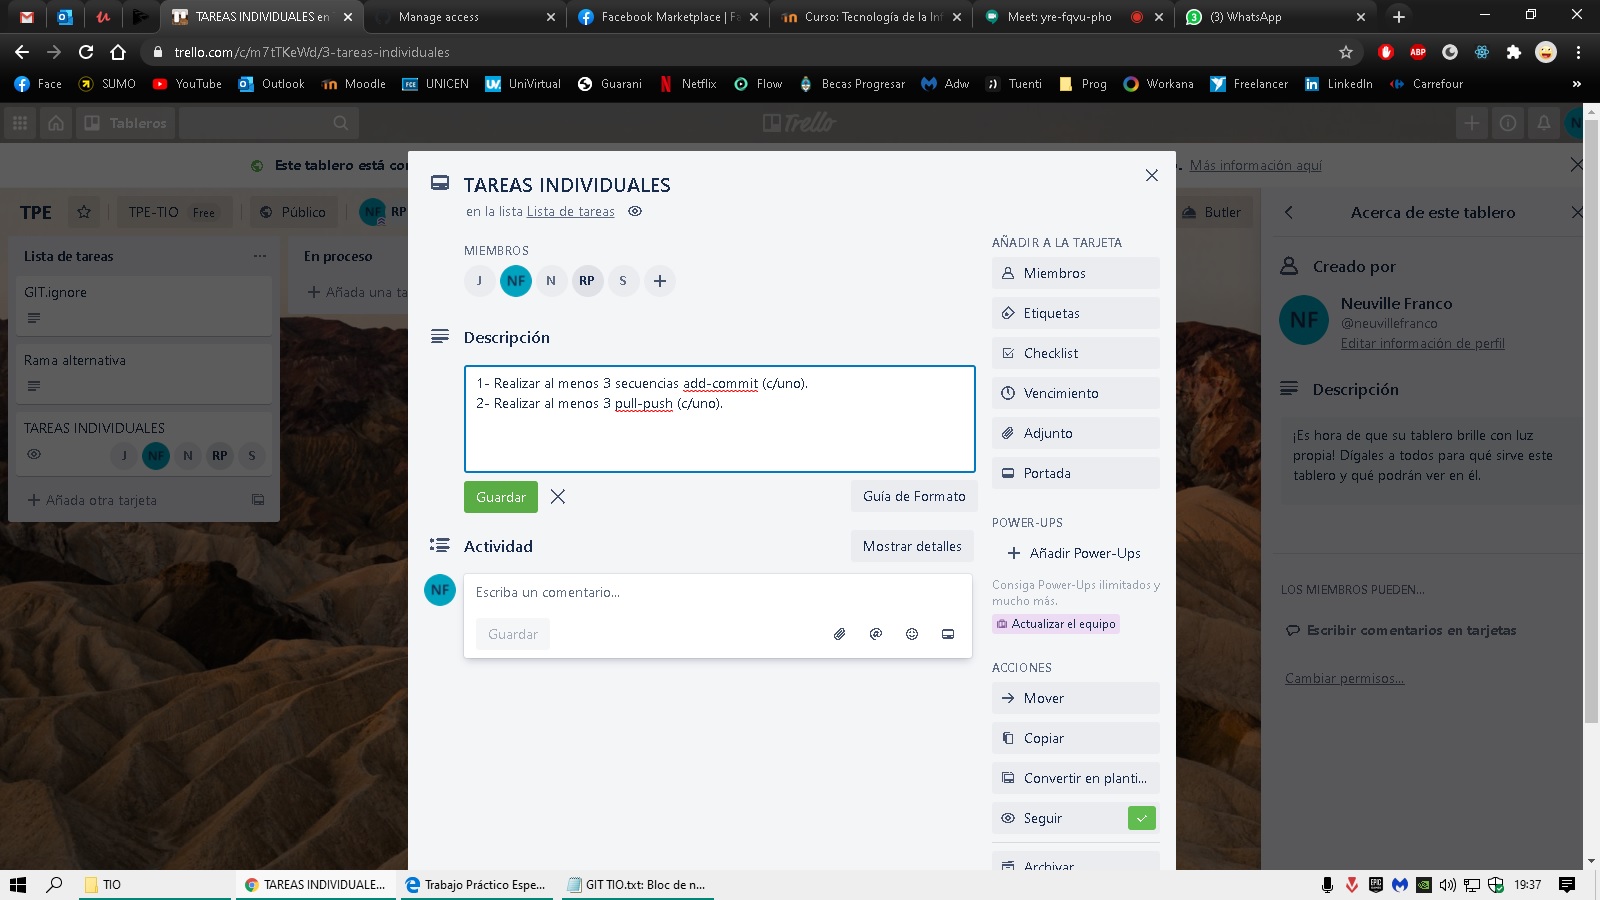 TAREAS INDIVIDUALES en
Manage access
Facebook Marketplace | Fa
Curso: Tecnología de la Inf
Meet: yre-fqvu-pho
(3) WhatsApp
trello.com/c/m7tTKeWd/3-tareas-individuales
ABP
Face
SUMO
YouTube
Outlook
Moodle
FCE
UNICEN
UniVirtual
Guarani
Netflix
Flow
Becas Progresar
Adw
Tuenti
Prog
Workana
Freelancer
LinkedIn
Carrefour
Tableros
Trello
Este tablero está con
Más información aquí
TPE
TPE-TIO Free
Público
NF
RP
Butler
Lista de tareas
GIT.ignore
Rama alternativa
TAREAS INDIVIDUALES
J NF N RP S
Añada otra tarjeta
En proceso
Añada una ta
TAREAS INDIVIDUALES
en la lista Lista de tareas
MIEMBROS
J NF N RP S
Descripción
1- Realizar al menos 3 secuencias add-commit (c/uno).
2- Realizar al menos 3 pull-push (c/uno).
Guardar
Guía de Formato
Actividad
Mostrar detalles
NF
Escriba un comentario...
Guardar
AÑADIR A LA TARJETA
Miembros
Etiquetas
Checklist
Vencimiento
Adjunto
Portada
POWER-UPS
Añadir Power-Ups
Consiga Power-Ups ilimitados y
mucho más.
Actualizar el equipo
ACCIONES
Mover
Copiar
Convertir en planti...
Seguir
Archivar
Acerca de este tablero
Creado por
NF
Neuville Franco
@neuvillefranco
Editar información de perfil
Descripción
¡Es hora de que su tablero brille con luz
propia! Dígales a todos para qué sirve este
tablero y qué podrán ver en él.
LOS MIEMBROS PUEDEN...
Escribir comentarios en tarjetas
Cambiar permisos...
TIO
TAREAS INDIVIDUALE...
Trabajo Práctico Espe...
GIT TIO.txt: Bloc de n...
19:37